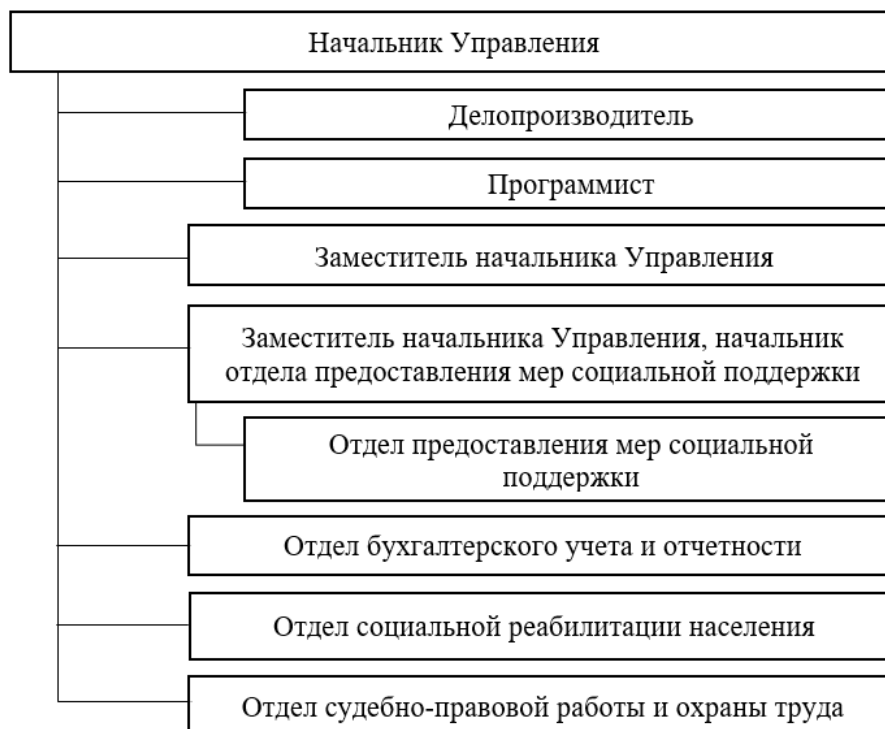 Начальник Управления
Делопроизводитель
Программист
Заместитель начальника Управления
Заместитель начальника Управления, начальник
отдела предоставления мер социальной поддержки
Отдел предоставления мер социальной
поддержки
Отдел бухгалтерского учета и отчетности
Отдел социальной реабилитации населения
Отдел судебно-правовой работы и охраны труда